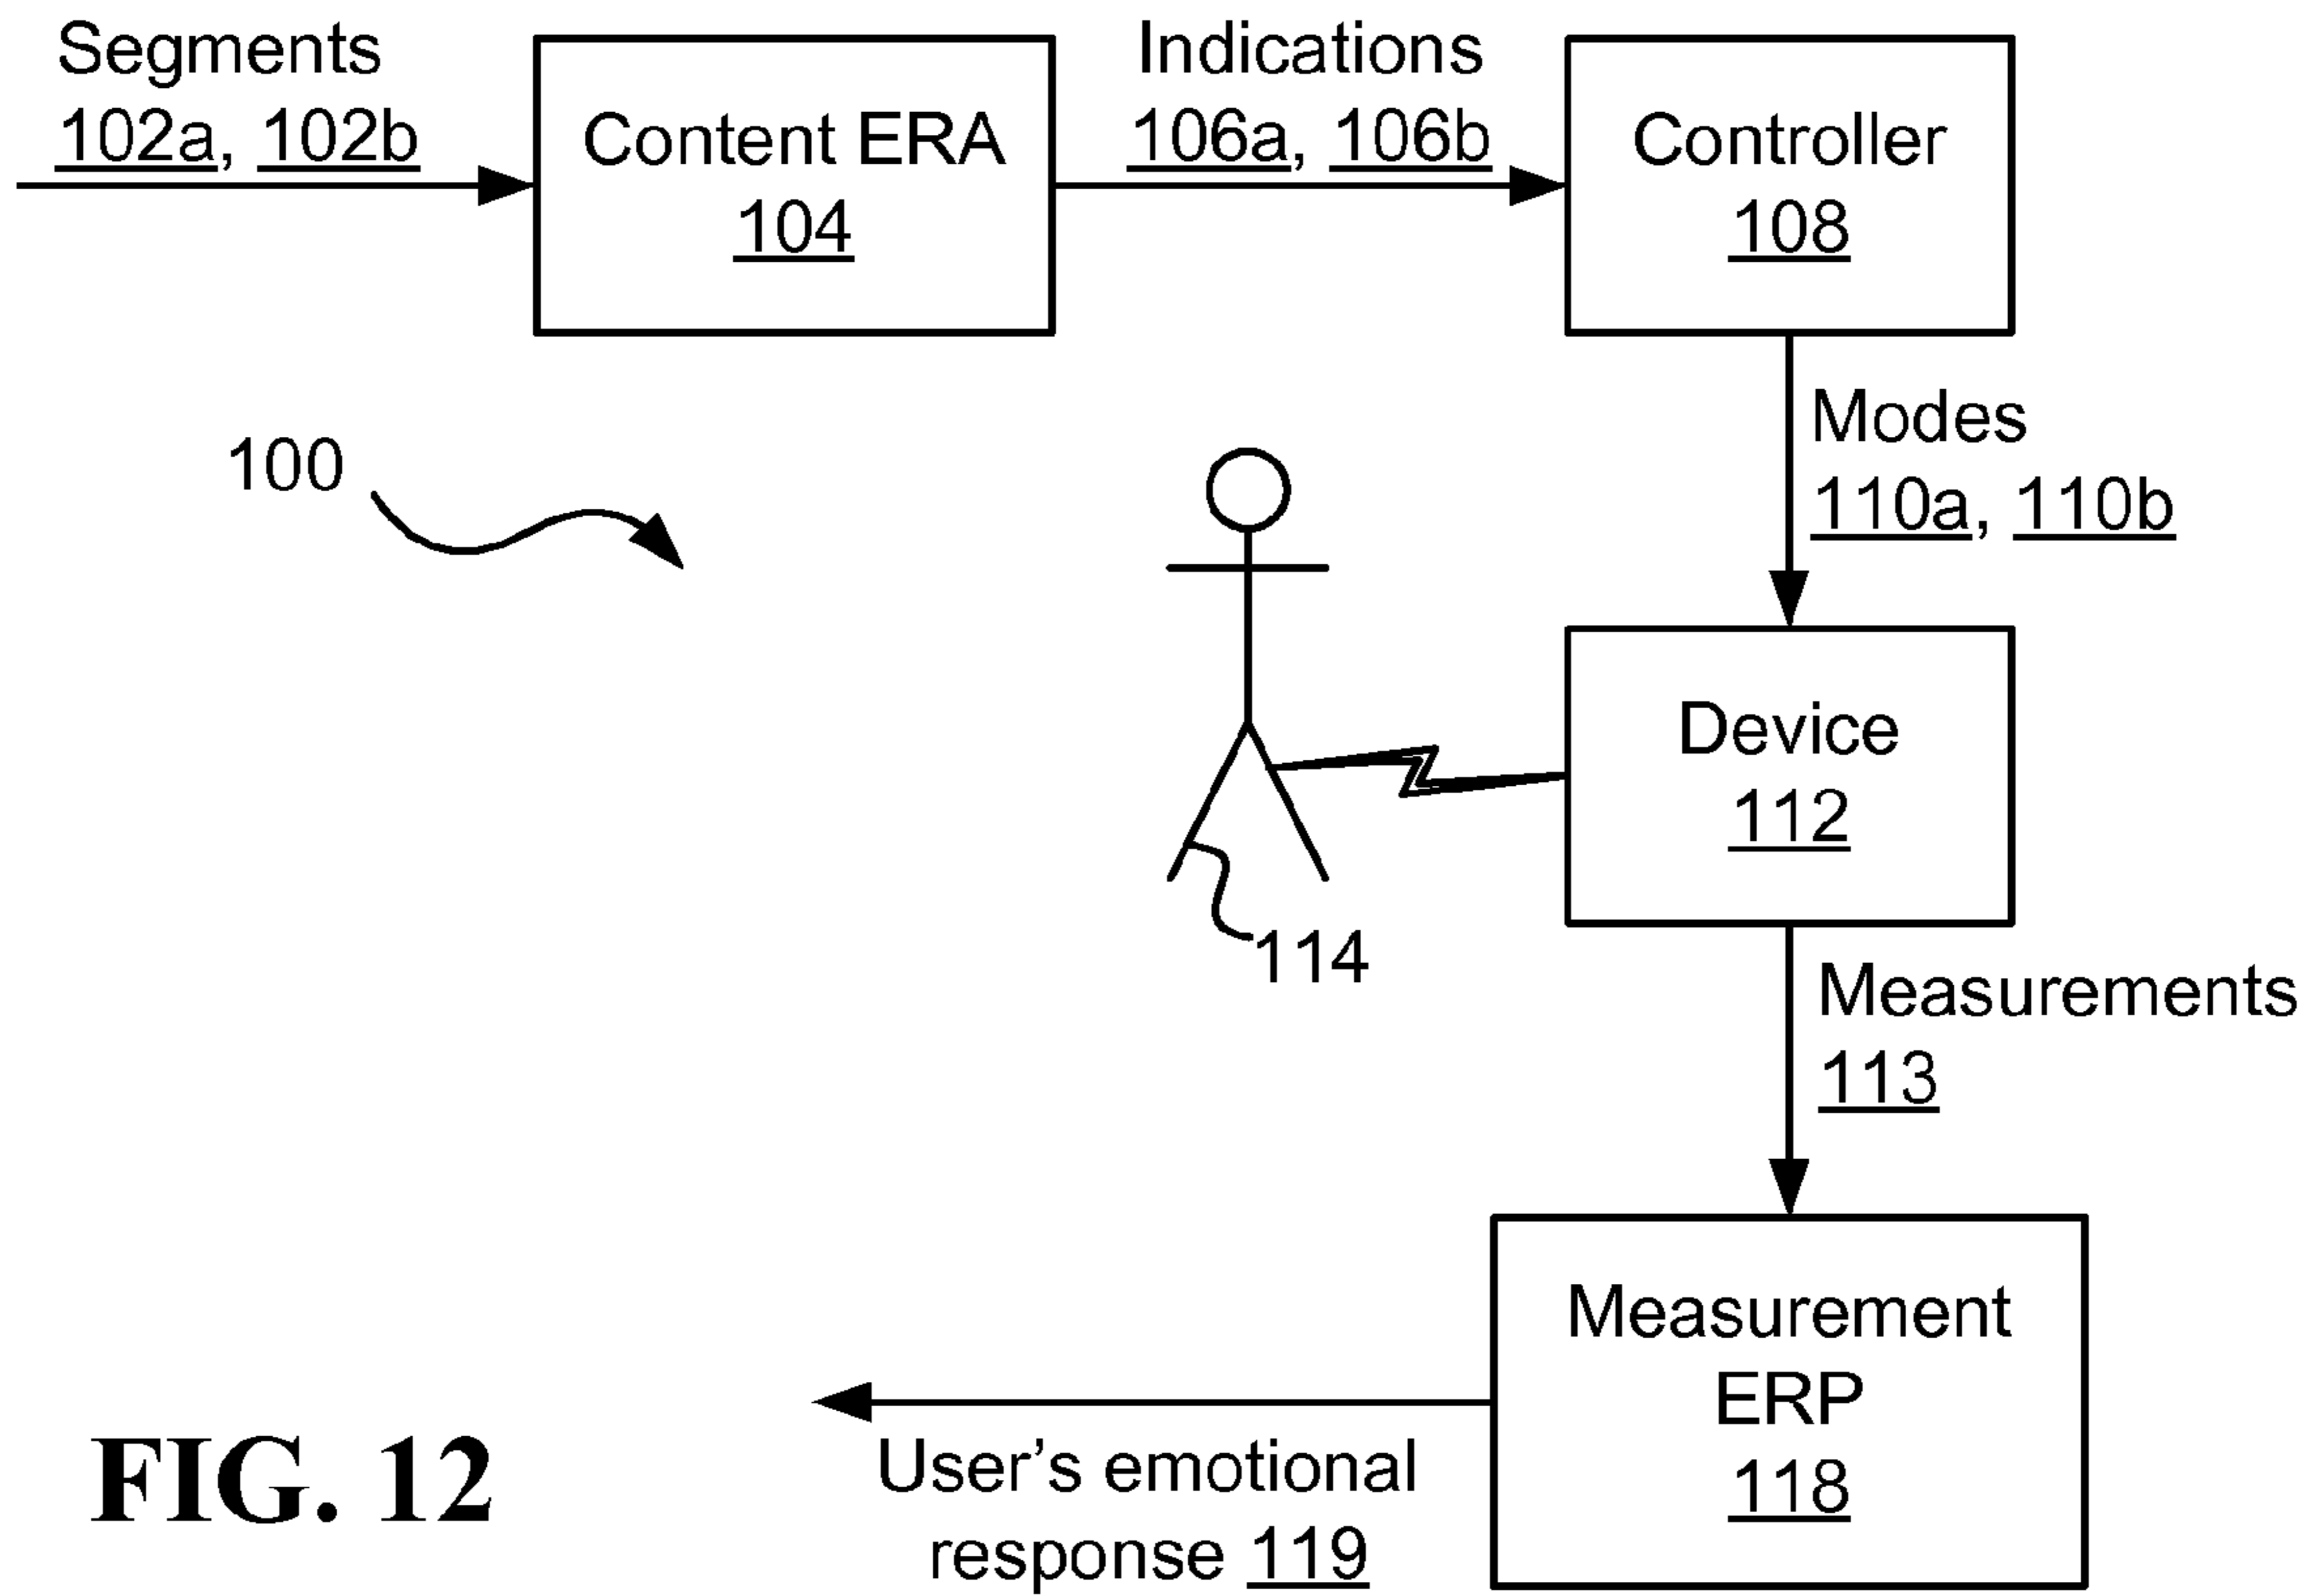 Segments
102a, 102b
Content ERA
104
Indications
106a, 106b
Controller
108
Modes
110a, 110b
100
Device
112
114
Measurements
113
Measurement
ERP
118
User’s emotional
response 119
FIG. 12